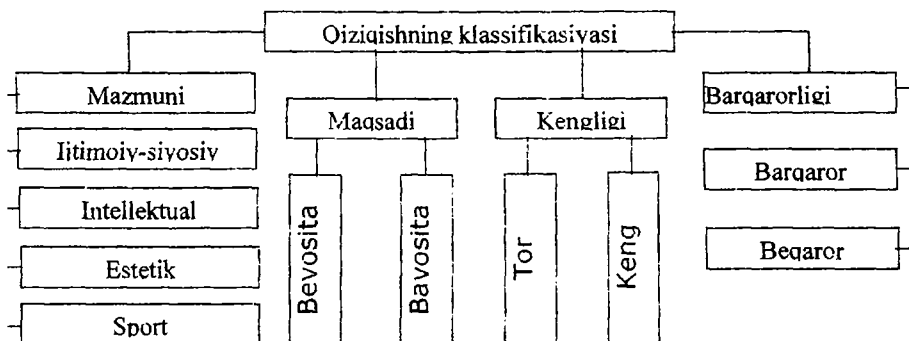 Qiziqishning klassifikasiyasi
Mazmuni
Ijtimoiy-siyosiy
Intellektual
Estetik
Sport
Maqsadi
Bevosita
Bavosita
Kengligi
Tor
Keng
Barqarorligi
Barqaror
Beqaror